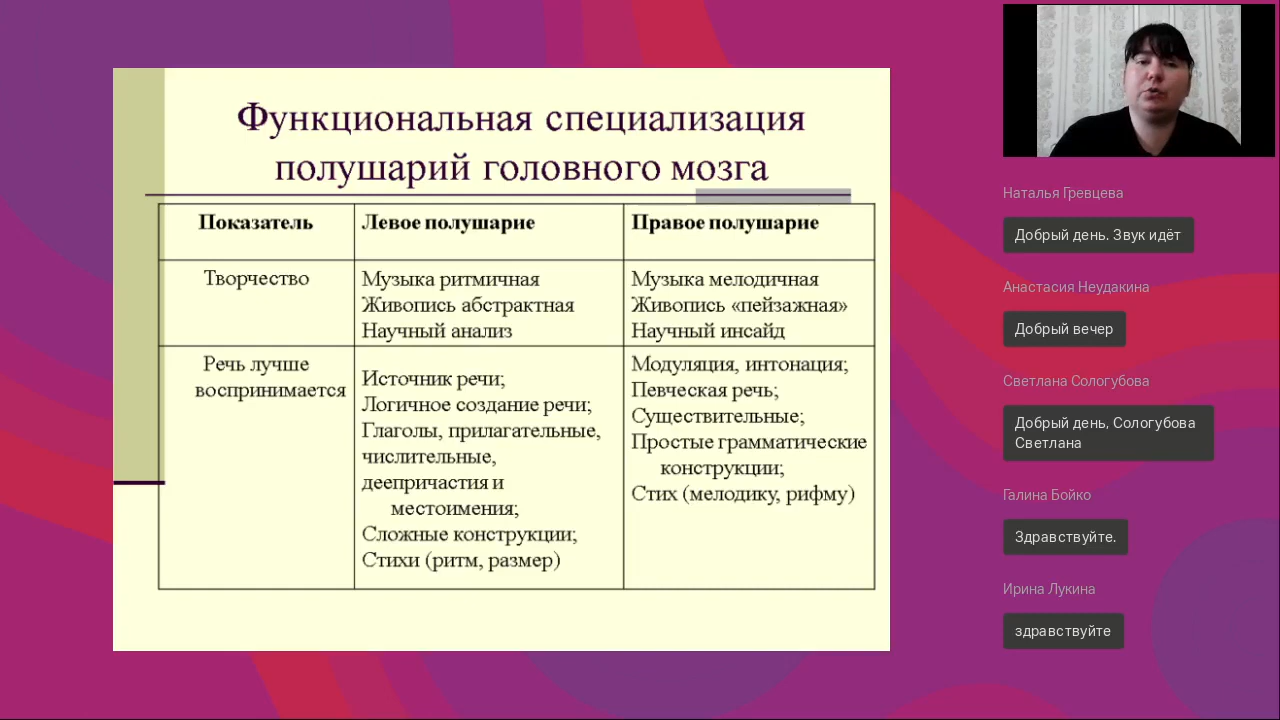 Функциональная специализация
полушарий головного мозга
Показатель
Левое полушарие
Правое полушарие
Творчество
Музыка ритмичная
Живопись абстрактная
Научный анализ
Музыка мелодичная
Живопись «пейзажная»
Научный инсайд
Речь лучше
воспринимается
Источник речи;
Логичное создание речи;
Глаголы, прилагательные,
числительные,
деепричастия и
местоимения;
Сложные конструкции;
Стихи (ритм, размер)
Модуляция, интонация;
Певческая речь;
Существительные;
Простые грамматические
конструкции;
Стих (мелодику, рифму)
Наталья Гревцева
Добрый день. Звук идёт
Анастасия Неудакина
Добрый вечер
Светлана Сологубова
Добрый день, Сологубова
Светлана
Галина Бойко
Здравствуйте.
Ирина Лукина
здравствуйте